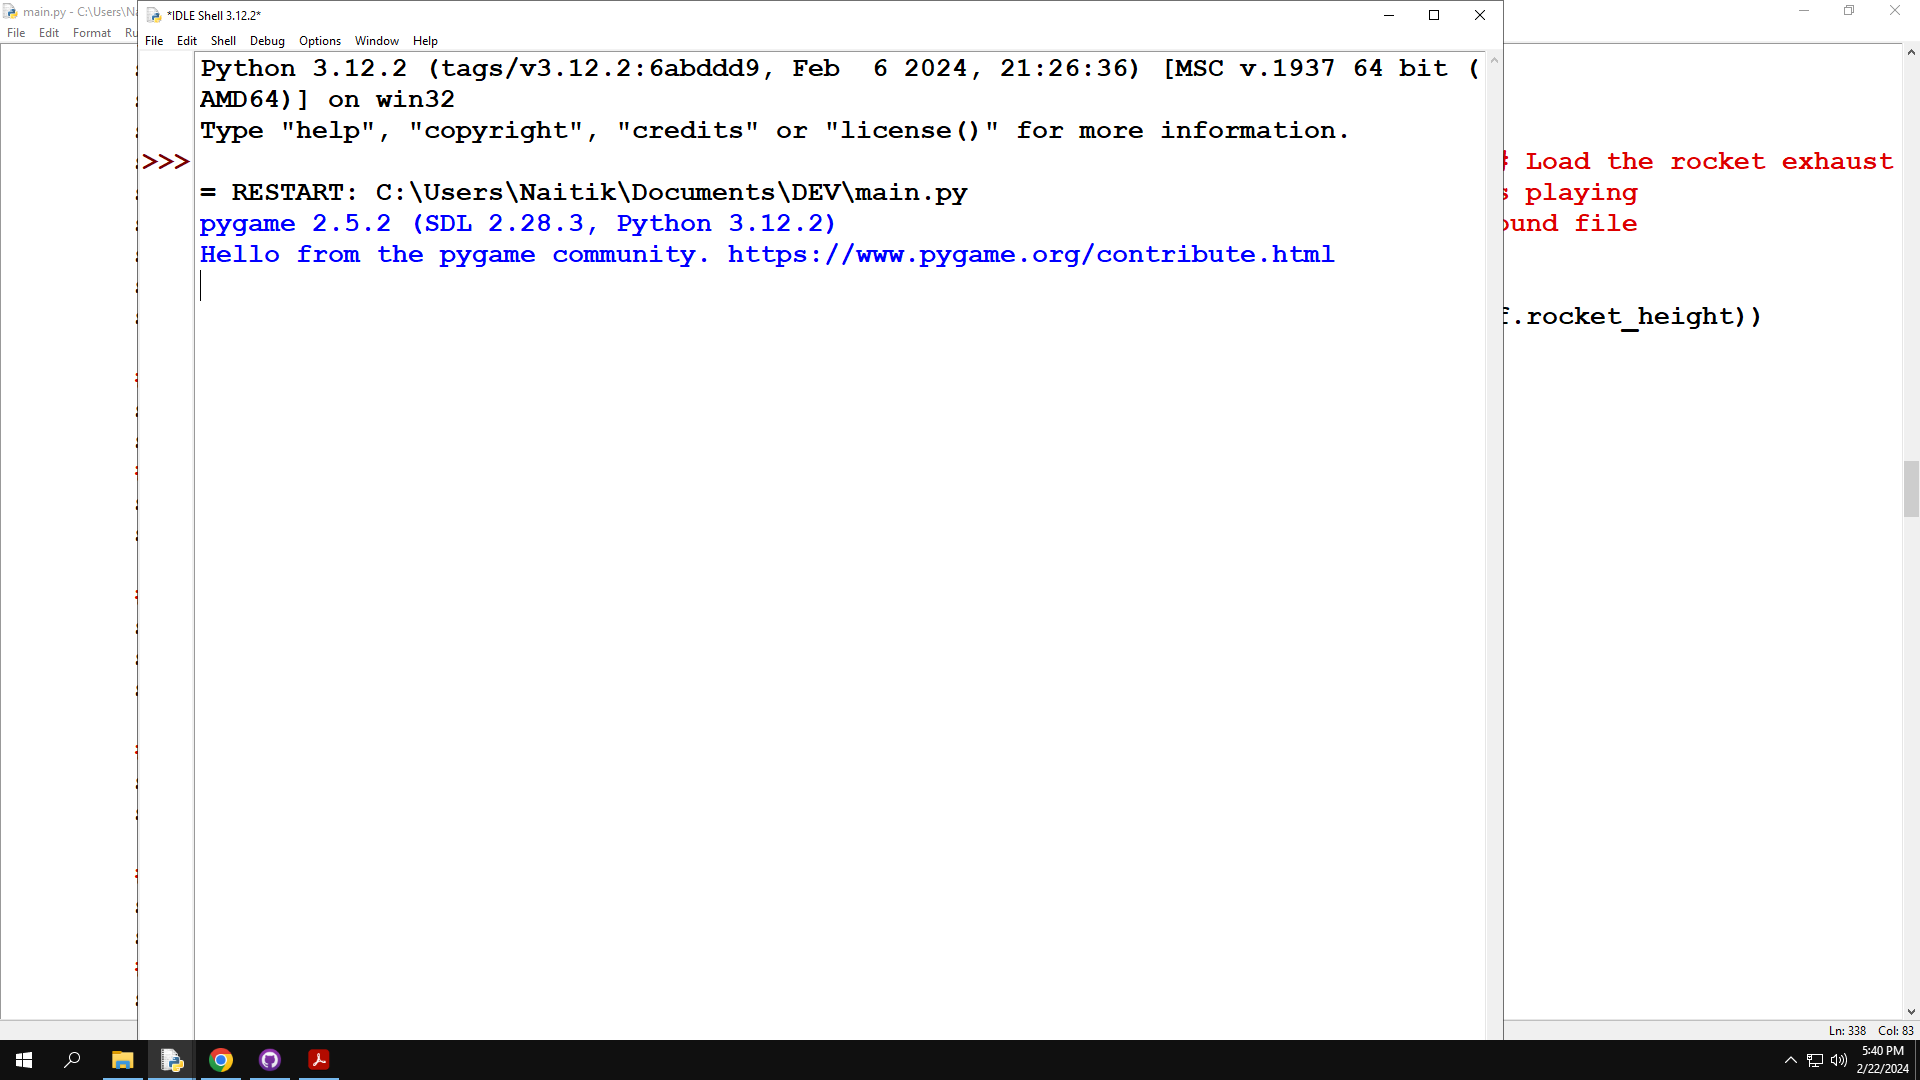 main.py - C:\Users\Na
*IDLE Shell 3.12.2*
File Edit Format Ru
File Edit Shell Debug Options Window Help
Python 3.12.2 (tags/v3.12.2:6abddd9, Feb  6 2024, 21:26:36) [MSC v.1937 64 bit (
AMD64)] on win32
Type "help", "copyright", "credits" or "license()" for more information.
>>>
= RESTART: C:\Users\Naitik\Documents\DEV\main.py
pygame 2.5.2 (SDL 2.28.3, Python 3.12.2)
Hello from the pygame community. https://www.pygame.org/contribute.html
# Load the rocket exhaust
s playing
ound file
f.rocket_height))
Ln: 338 Col: 83
5:40 PM
2/22/2024